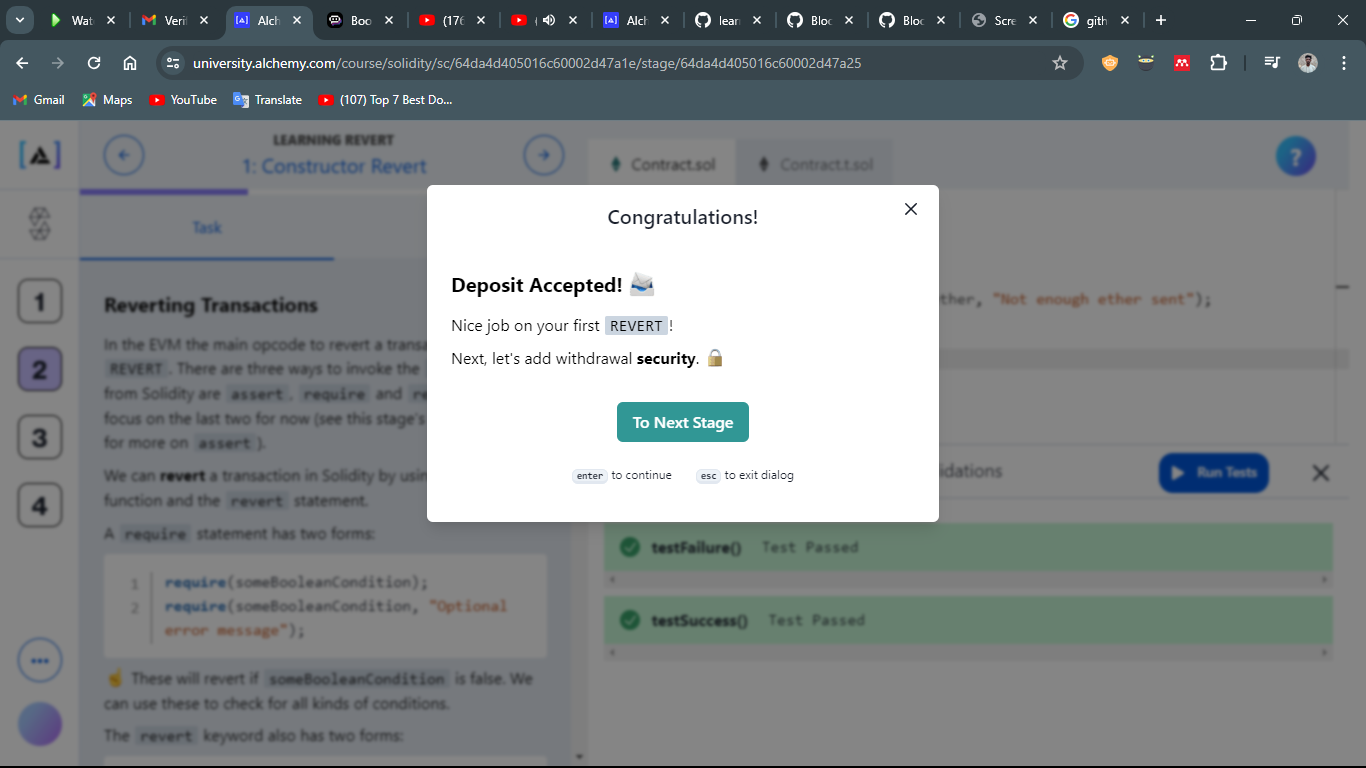 Wat
Veri
Alch
Boo
(176
(
Alch
lear
Bloc
Bloc
Scre
gith
university.alchemy.com/course/solidity/sc/64da4d405016c60002d47a1e/stage/64da4d405016c60002d47a25
Gmail
Maps
YouTube
Translate
(107) Top 7 Best Do...
LEARNING REVERT
1: Constructor Revert
Contract.sol
Contract.t.sol
?
Task
1
2
3
4
Reverting Transactions
In the EVM the main opcode to revert a transa
REVERT. There are three ways to invoke the
from Solidity are assert, require and re
focus on the last two for now (see this stage's
for more on assert).
We can revert a transaction in Solidity by usin
function and the revert statement.
A require statement has two forms:
1 require(someBooleanCondition);
2 require(someBooleanCondition, "Optional
error message");
☝ These will revert if someBooleanCondition is false. We
can use these to check for all kinds of conditions.
The revert keyword also has two forms:
Congratulations!
Deposit Accepted! 📨
Nice job on your first REVERT!
Next, let's add withdrawal security. 🔒
To Next Stage
enter to continue
esc to exit dialog
ther, "Not enough ether sent");
idations
Run Tests
testFailure() Test Passed
testSuccess() Test Passed